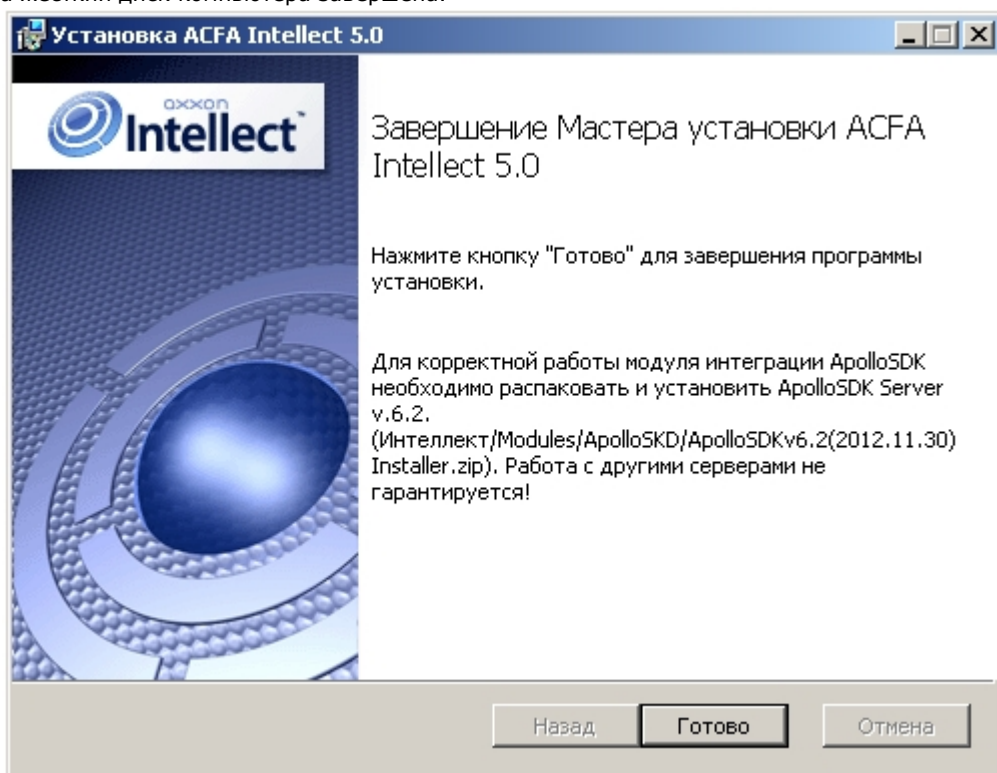 Установка ACFA Intellect 5.0
axxon
Intellect
Завершение Мастера установки ACFA
Intellect 5.0
Нажмите кнопку "Готово" для завершения программы
установки.
Для корректной работы модуля интеграции ApolloSDK
необходимо распаковать и установить ApolloSDK Server
v.6.2.
(Интеллект/Modules/ApolloSKD/ApolloSDKv6.2(2012.11.30)
Installer.zip). Работа с другими серверами не
гарантируется!
Назад Готово Отмена